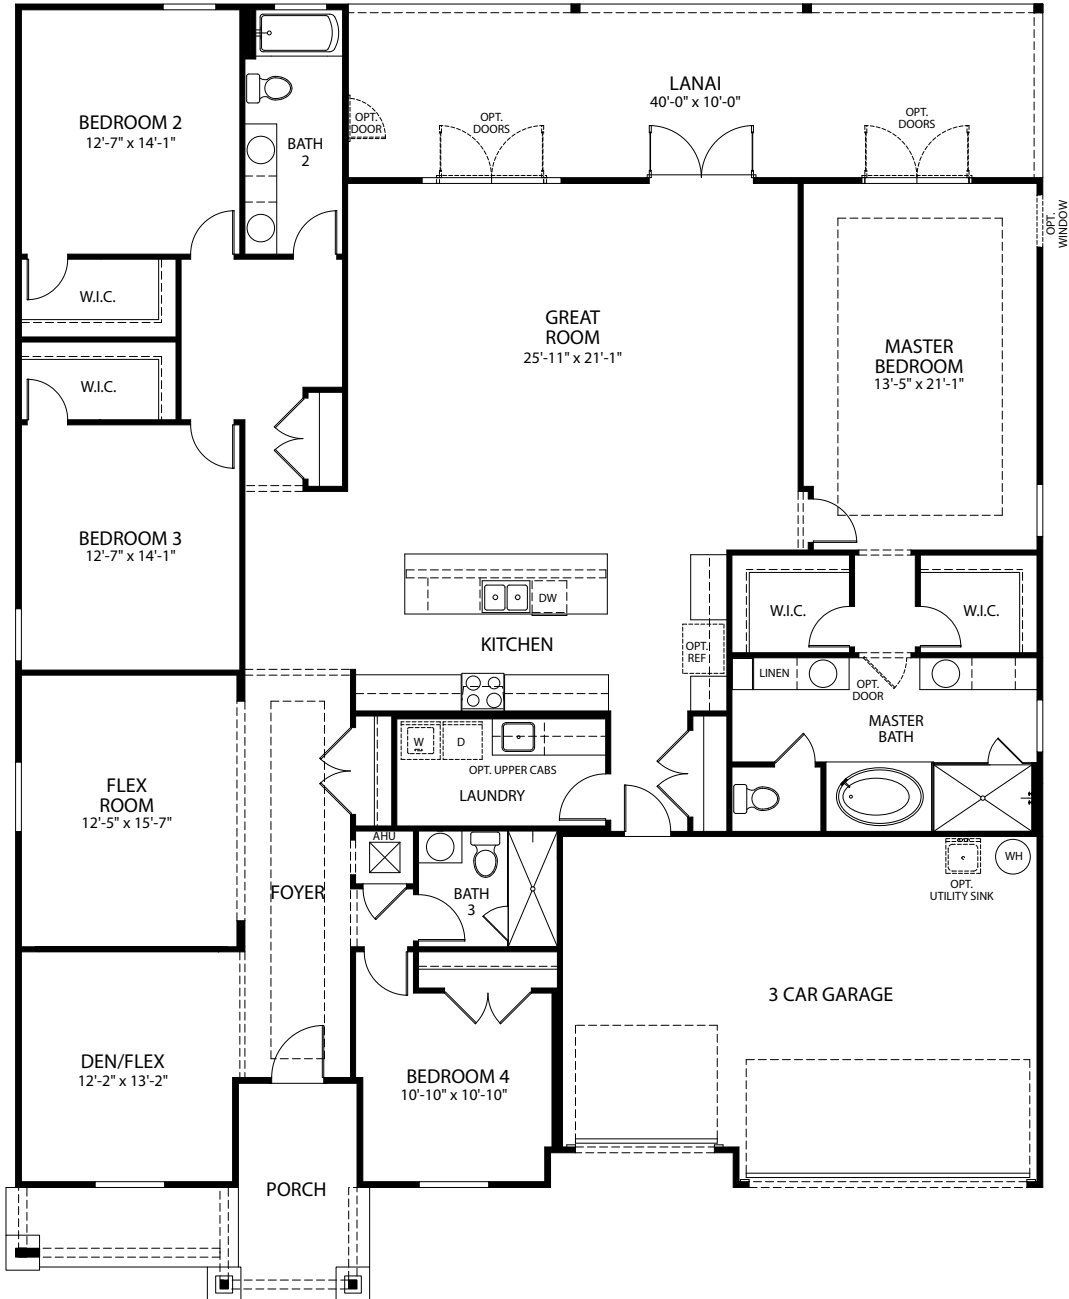 LANAI
40'-0" x 10'-0"
BEDROOM 2
12'-7" x 14'-1"
BATH
2
OPT.
DOOR
OPT.
DOORS
OPT.
DOORS
OPT.
WINDOW
W.I.C.
W.I.C.
GREAT
ROOM
25'-11" x 21'-1"
MASTER
BEDROOM
13'-5" x 21'-1"
BEDROOM 3
12'-7" x 14'-1"
DW
KITCHEN
OPT.
REF
W.I.C.
W.I.C.
LINEN
OPT.
DOOR
MASTER
BATH
W
D
OPT. UPPER CABS
LAUNDRY
FLEX
ROOM
12'-5" x 15'-7"
AHU
FOYER
BATH
3
WH
OPT.
UTILITY SINK
3 CAR GARAGE
DEN/FLEX
12'-2" x 13'-2"
BEDROOM 4
10'-10" x 10'-10"
PORCH